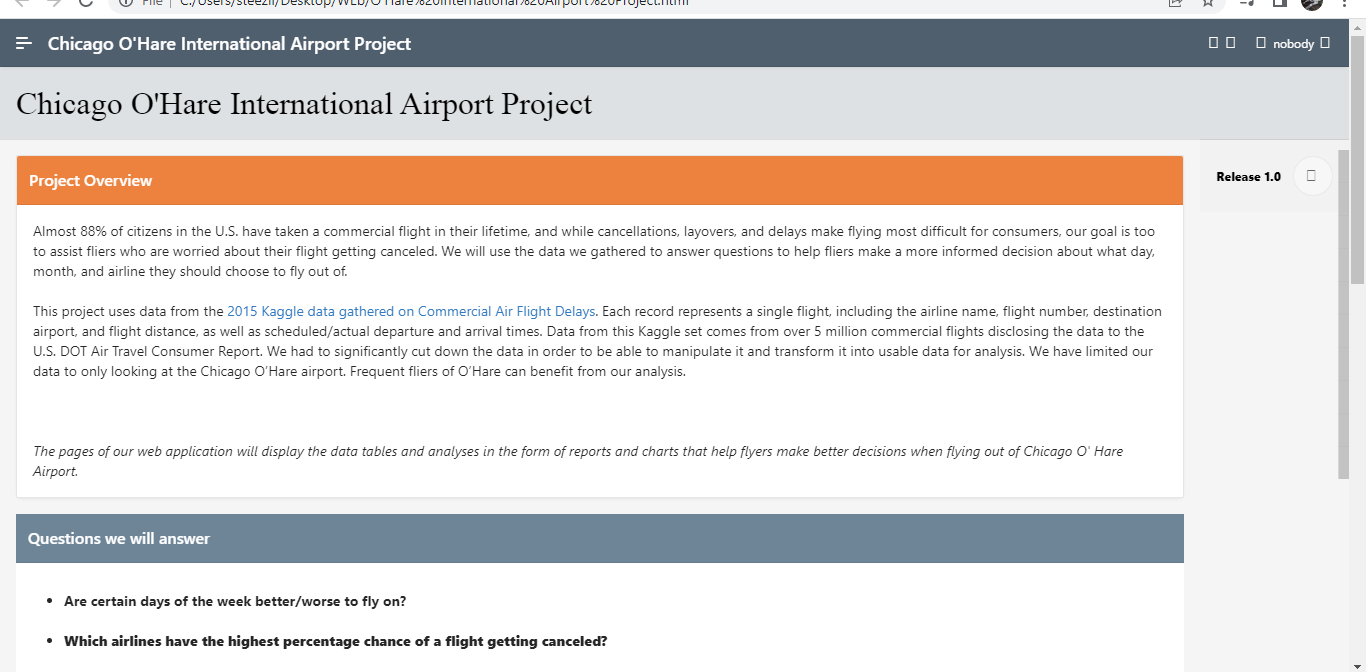 File | C:/Users/steezii/Desktop/WEb/O'Hare%20International%20Airport%20Project.html
Chicago O'Hare International Airport Project
nobody
Chicago O'Hare International Airport Project
Project Overview
Release 1.0
Almost 88% of citizens in the U.S. have taken a commercial flight in their lifetime, and while cancellations, layovers, and delays make flying most difficult for consumers, our goal is too
to assist fliers who are worried about their flight getting canceled. We will use the data we gathered to answer questions to help fliers make a more informed decision about what day,
month, and airline they should choose to fly out of.
This project uses data from the 2015 Kaggle data gathered on Commercial Air Flight Delays. Each record represents a single flight, including the airline name, flight number, destination
airport, and flight distance, as well as scheduled/actual departure and arrival times. Data from this Kaggle set comes from over 5 million commercial flights disclosing the data to the
U.S. DOT Air Travel Consumer Report. We had to significantly cut down the data in order to be able to manipulate it and transform it into usable data for analysis. We have limited our
data to only looking at the Chicago O'Hare airport. Frequent fliers of O'Hare can benefit from our analysis.
The pages of our web application will display the data tables and analyses in the form of reports and charts that help flyers make better decisions when flying out of Chicago O' Hare
Airport.
Questions we will answer
• Are certain days of the week better/worse to fly on?
• Which airlines have the highest percentage chance of a flight getting canceled?